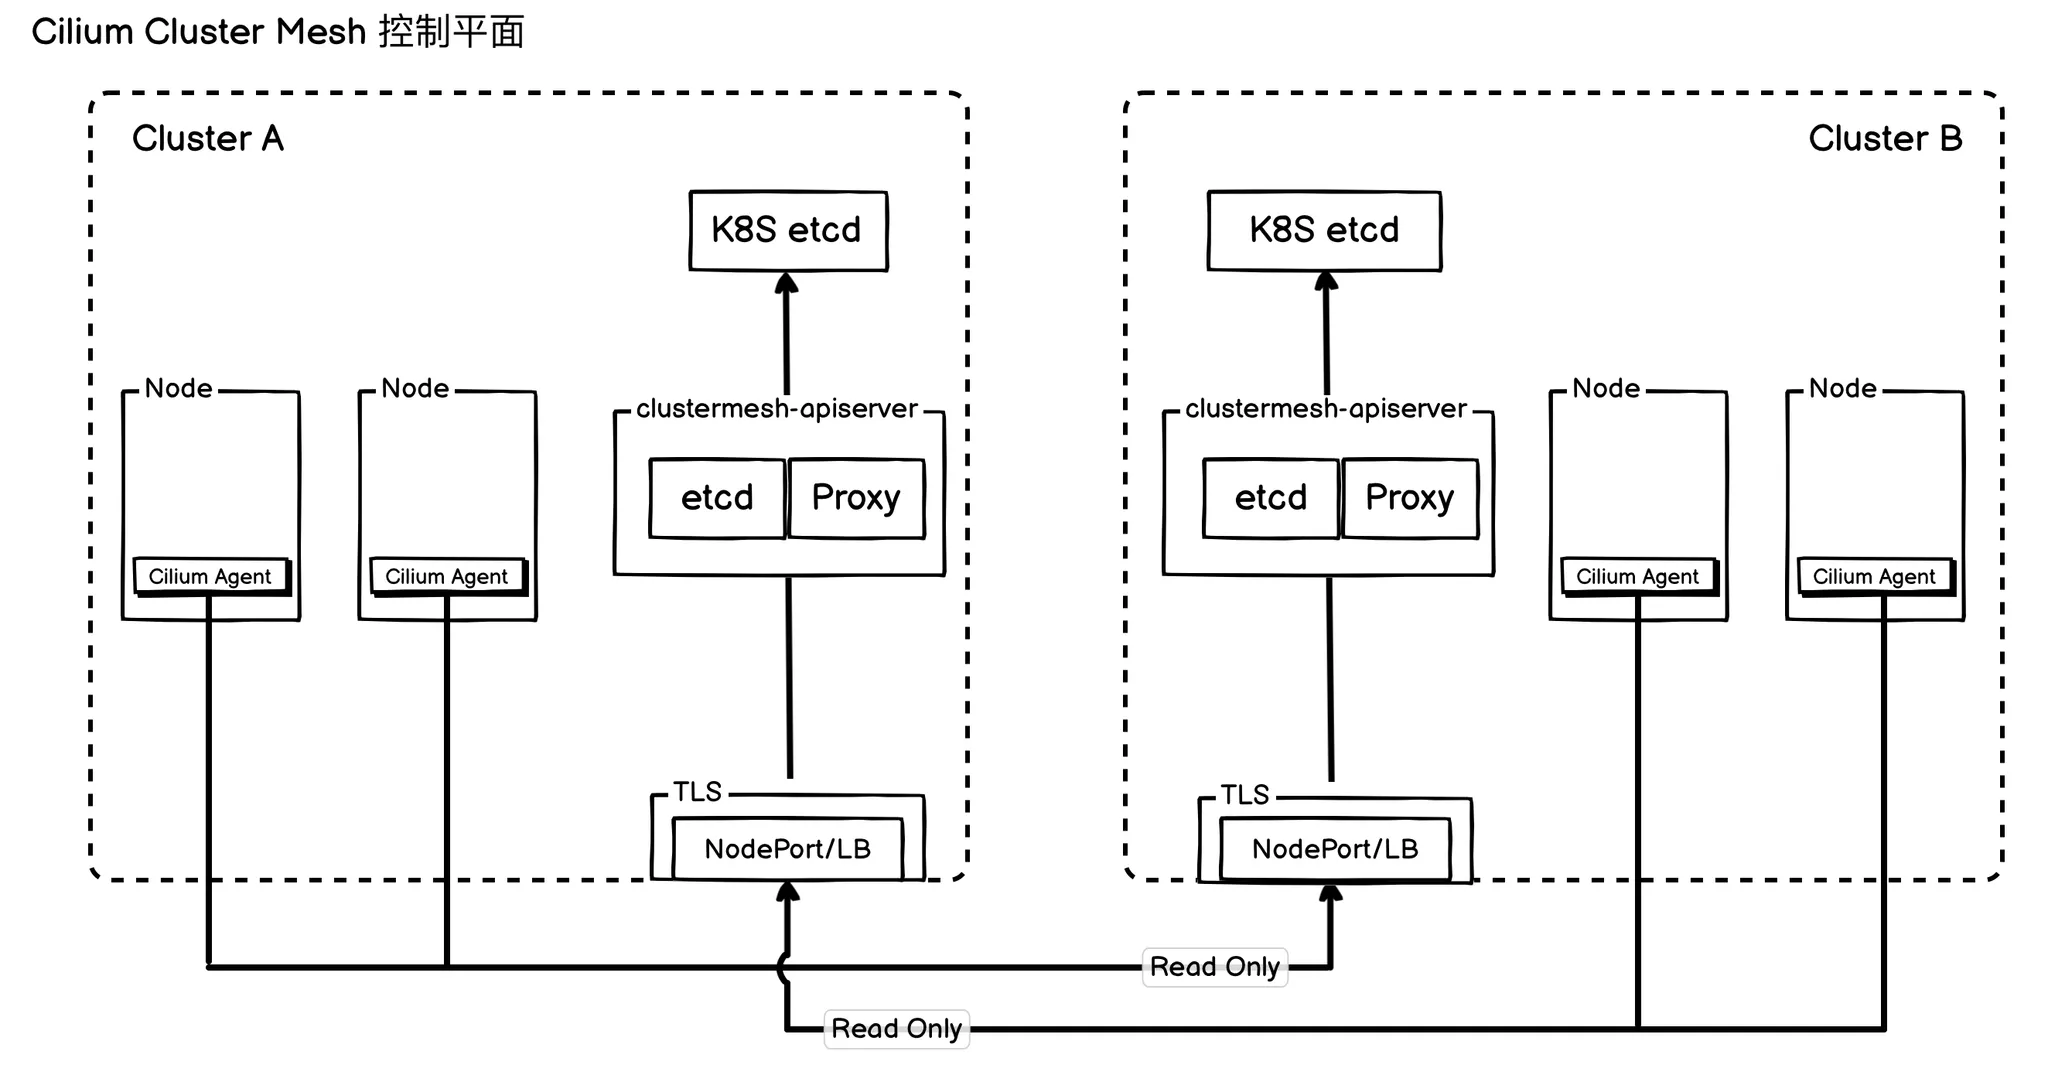 Cilium Cluster Mesh 控制平面
Cluster A
K8S etcd
Node
Cilium Agent
Node
Cilium Agent
clustermesh-apiserver
etcd
Proxy
TLS
NodePort/LB
Cluster B
K8S etcd
clustermesh-apiserver
etcd
Proxy
Node
Cilium Agent
Node
Cilium Agent
TLS
NodePort/LB
Read Only
Read Only